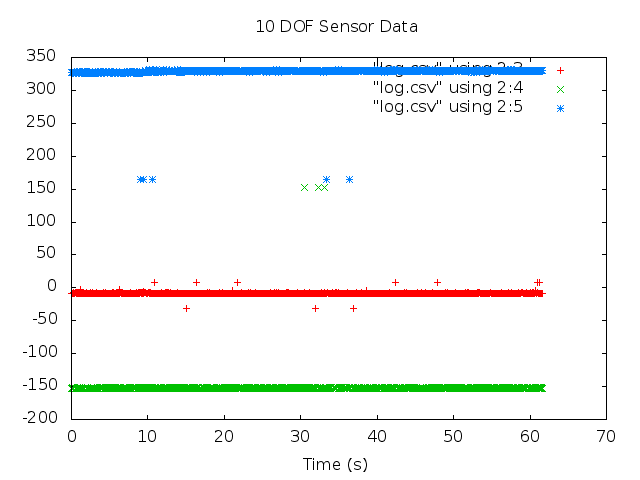 10 DOF Sensor Data
350
"log.csv" using 2:3
300
"log.csv" using 2:4
"log.csv" using 2:5
250
200
150
100
50
0
-50
-100
-150
-200
0 10 20 30 40 50 60 70
Time (s)